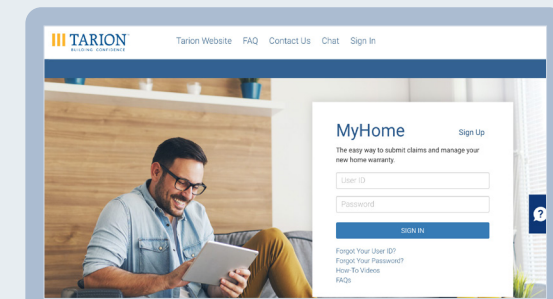 TARION
BUILDING CONFIDENCE
Tarion Website FAQ Contact Us Chat Sign In
MyHome
Sign Up
The easy way to submit claims and manage your
new home warranty.
User ID
Password
SIGN IN
Forgot Your User ID?
Forgot Your Password?
How-To Videos
FAQs
?